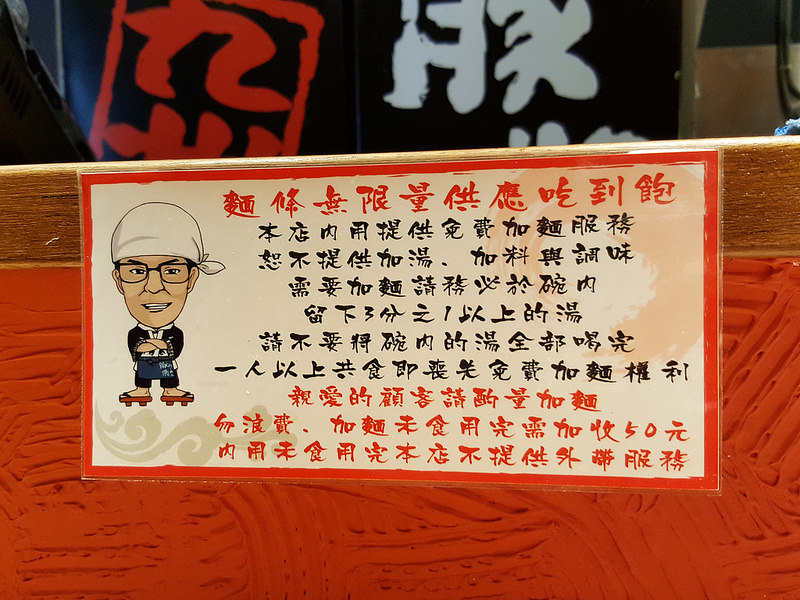 九州
豚
麵條無限量供應吃到飽
本店內用提供免費加麵服務
恕不提供加湯、加料與調味
需要加麵請務必於碗內
留下3分之1以上的湯
請不要將碗內的湯全部喝完
一人以上共食即喪失免費加麵權利
親愛的顧客請酌量加麵
勿浪費、加麵未食用完需加收50元
內用未食用完本店不提供外帶服務